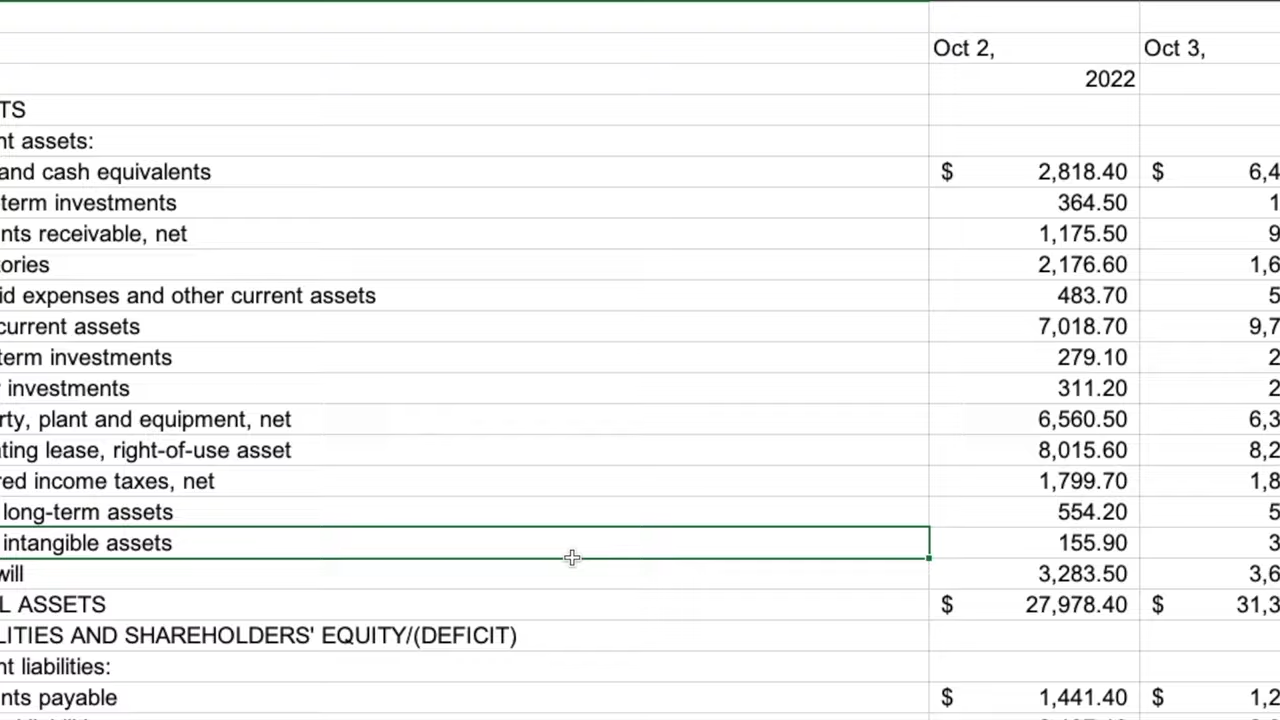 Oct 2, Oct 3,
2022
TS
nt assets:
and cash equivalents $ 2,818.40 $ 6,4
term investments 364.50 1
nts receivable, net 1,175.50 9
ories 2,176.60 1,6
id expenses and other current assets 483.70 5
current assets 7,018.70 9,7
term investments 279.10 2
investments 311.20 2
rty, plant and equipment, net 6,560.50 6,3
ting lease, right-of-use asset 8,015.60 8,2
red income taxes, net 1,799.70 1,8
long-term assets 554.20 5
intangible assets 155.90 3
will 3,283.50 3,6
L ASSETS $ 27,978.40 $ 31,3
LITIES AND SHAREHOLDERS' EQUITY/(DEFICIT)
nt liabilities:
nts payable $ 1,441.40 $ 1,2